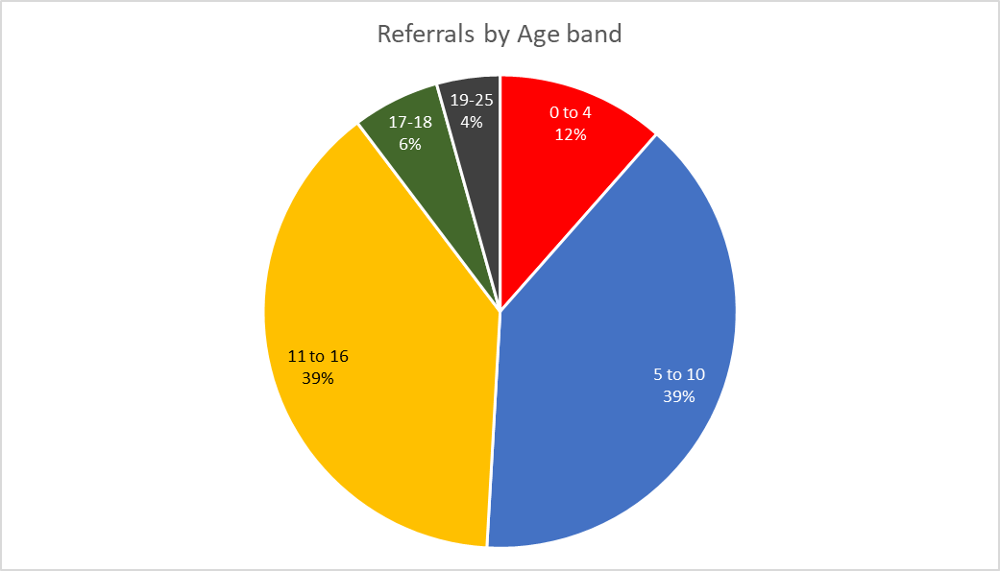 Referrals by Age band
19-25
4%
0 to 4
12%
17-18
6%
11 to 16
39%
5 to 10
39%